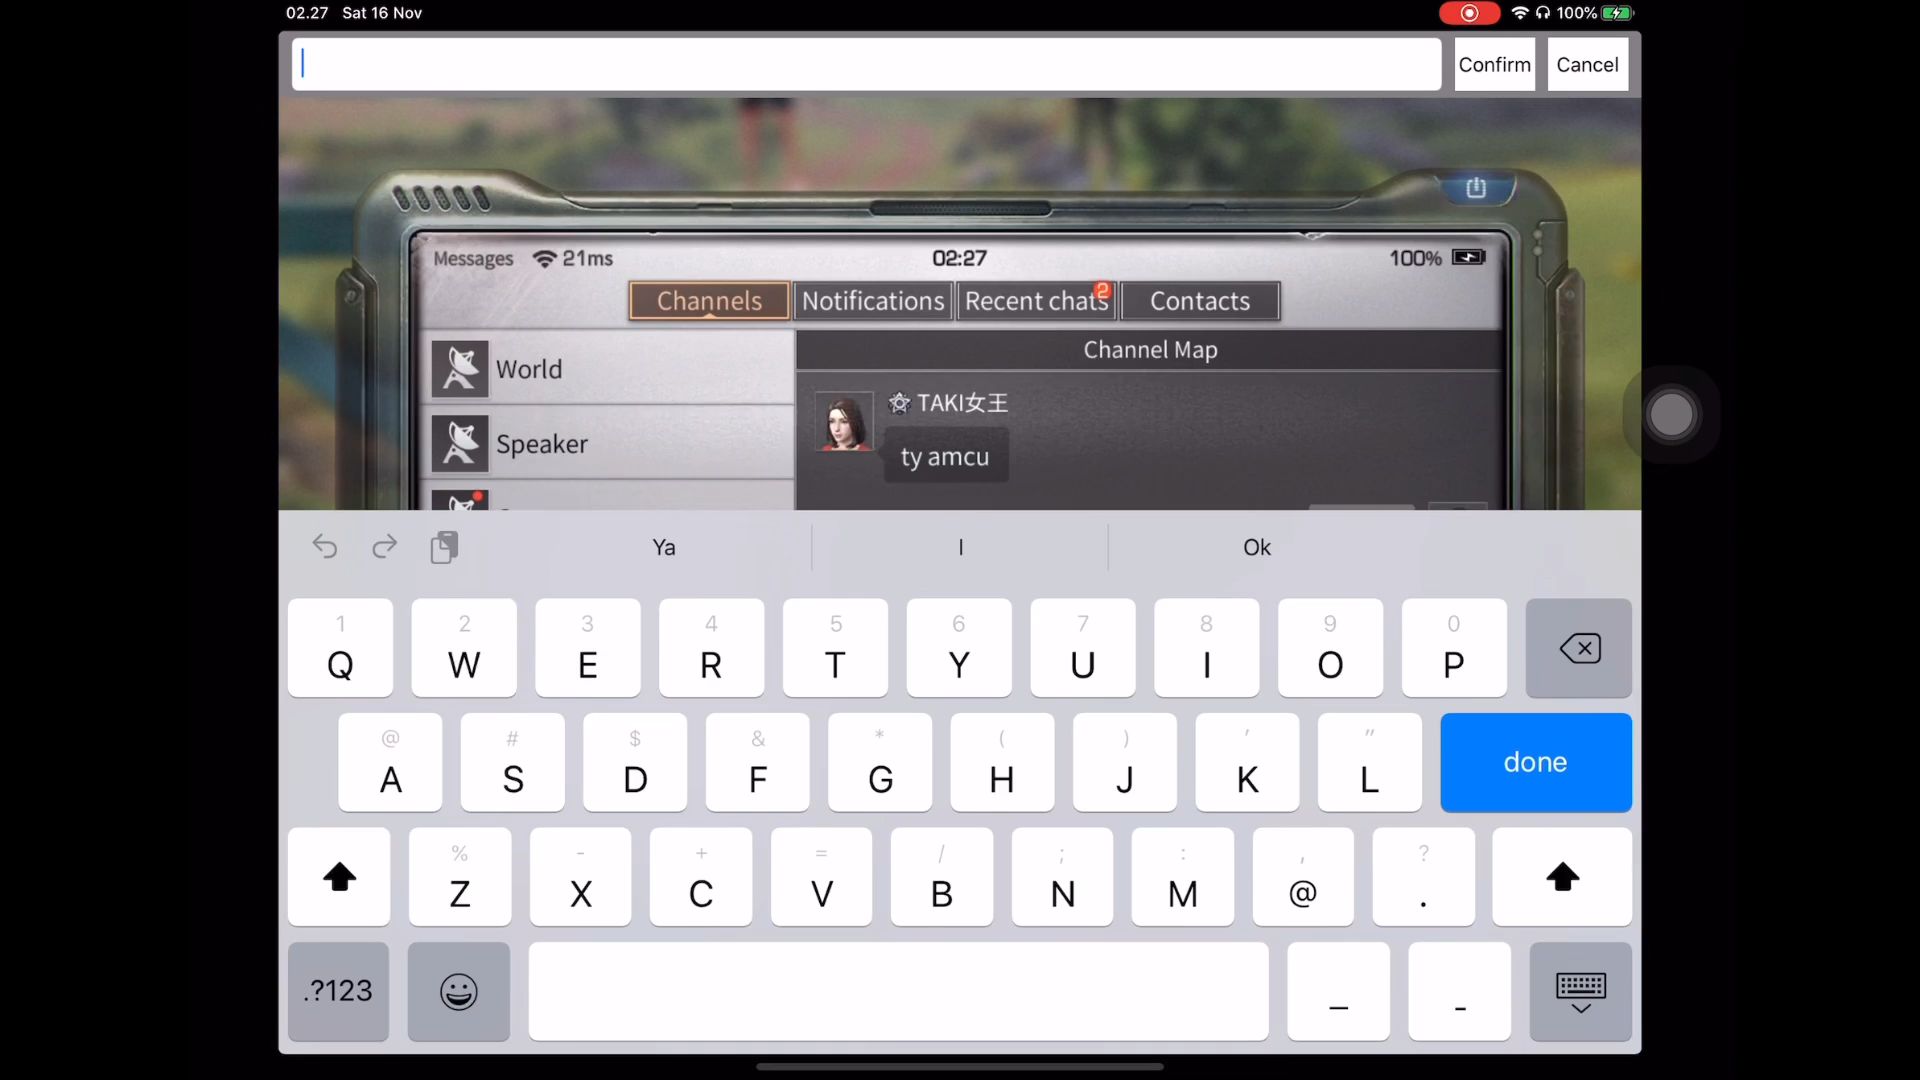 02.27 Sat 16 Nov
100%
Confirm
Cancel
Messages 21ms
02:27
100%
Channels
Notifications
Recent chats
2
Contacts
World
Speaker
Channel Map
TAKI女王
ty amcu
Ya
I
Ok
1 2 3 4 5 6 7 8 9 0
Q W E R T Y U I O P
@ # $ & * ( ) ' "
A S D F G H J K L
done
% - + = / ; : , ?
Z X C V B N M @ .
.?123
_ -